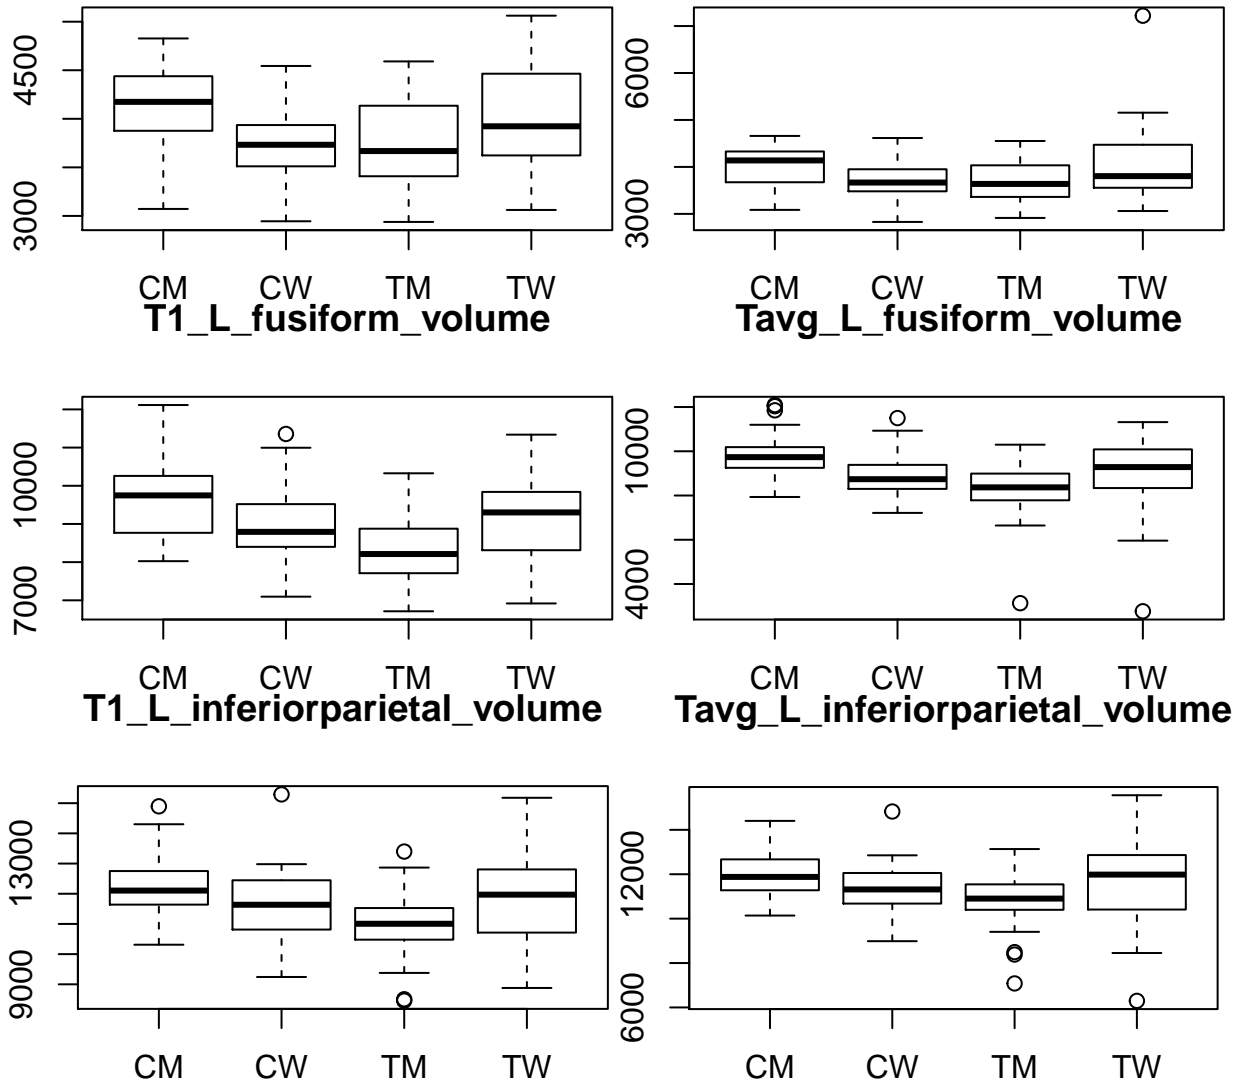 4500
3000
CM CW TM TW
6000
3000
CM CW TM TW
T1_L_fusiform_volume
10000
7000
CM CW TM TW
Tavg_L_fusiform_volume
10000
4000
CM CW TM TW
T1_L_inferiorparietal_volume
13000
9000
CM CW TM TW
Tavg_L_inferiorparietal_volume
12000
6000
CM CW TM TW